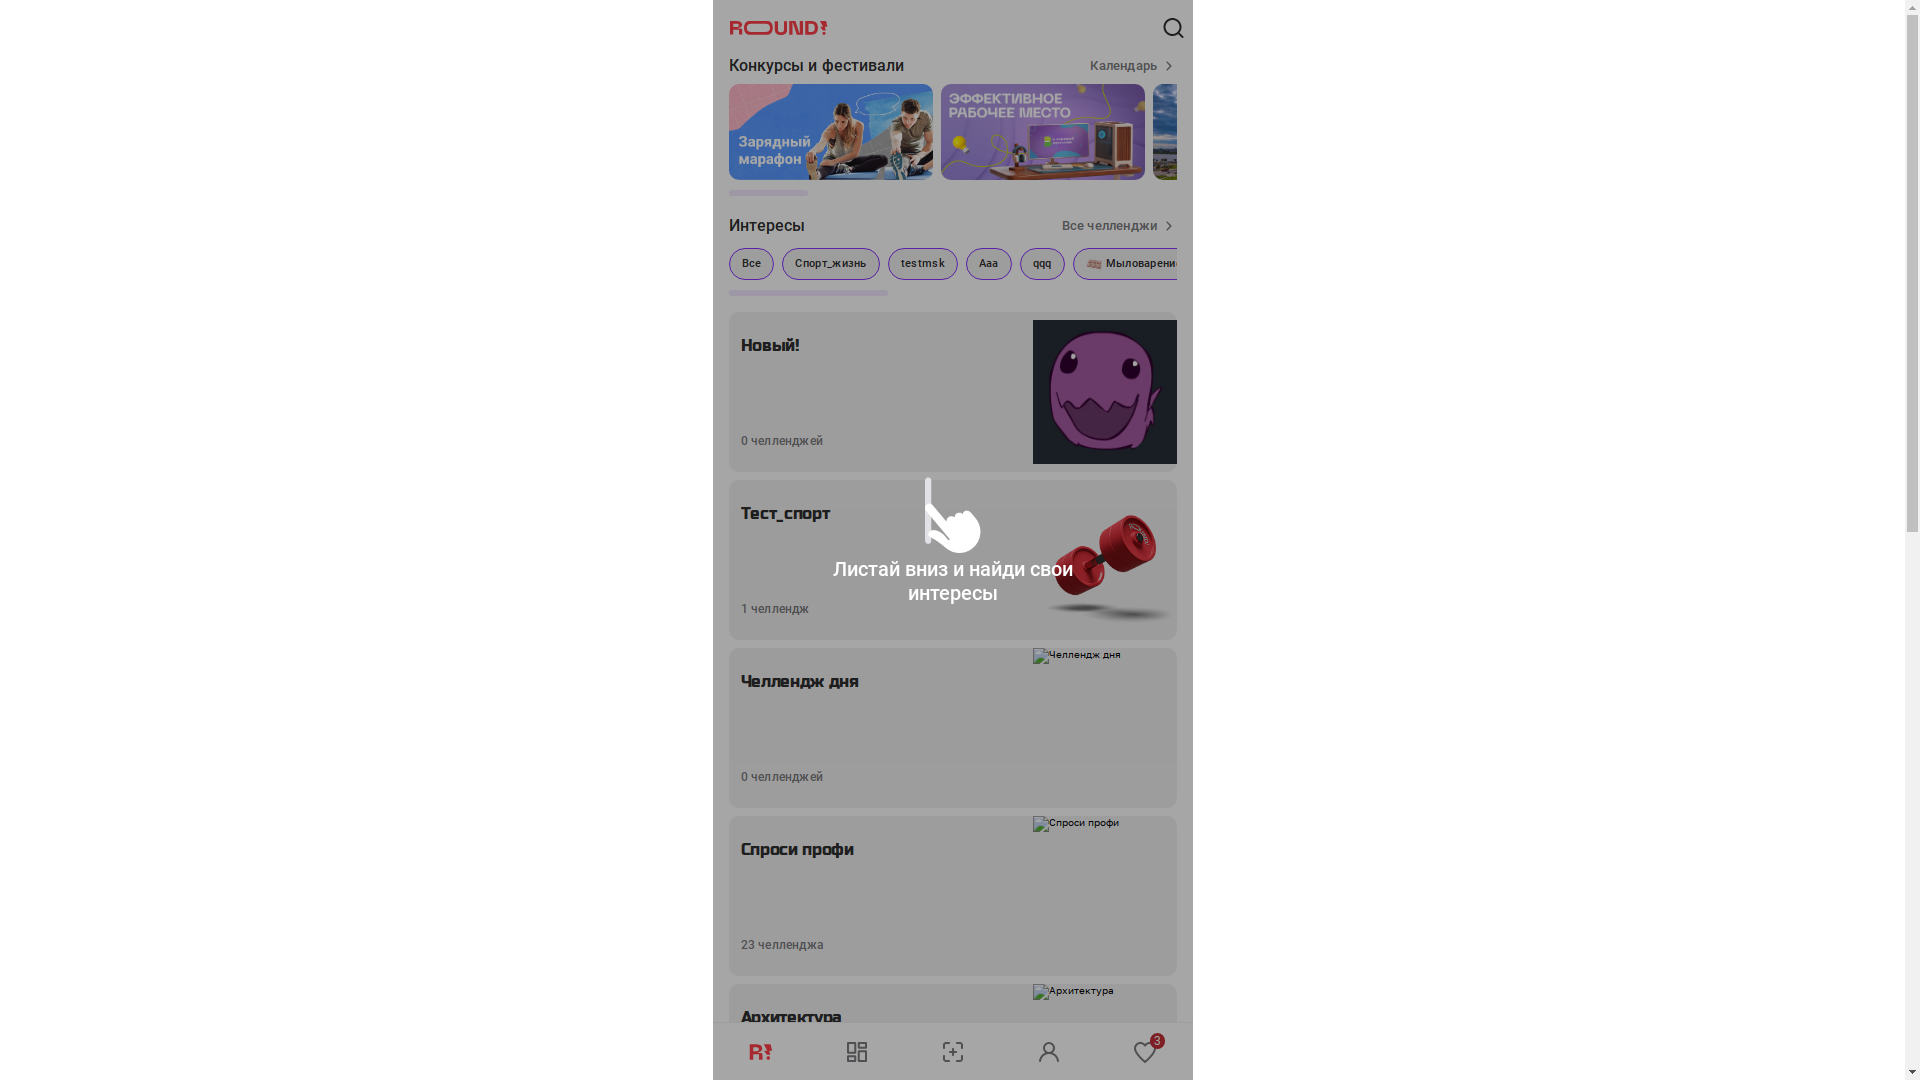 ROUND!
Конкурсы и фестивали
Календарь
Зарядный
марафон
ЭФФЕКТИВНОЕ
РАБОЧЕЕ МЕСТО
Интересы
Все челленджи
Все
Спорт_жизнь
testmsk
Ааа
qqq
Мыловарение
Новый!
0 челленджей
Тест_спорт
1 челлендж
Листай вниз и найди свои
интересы
Челлендж дня
Челлендж дня
0 челленджей
Спроси профи
Спроси профи
23 челленджа
Архитектура
Архитектура
R!
3